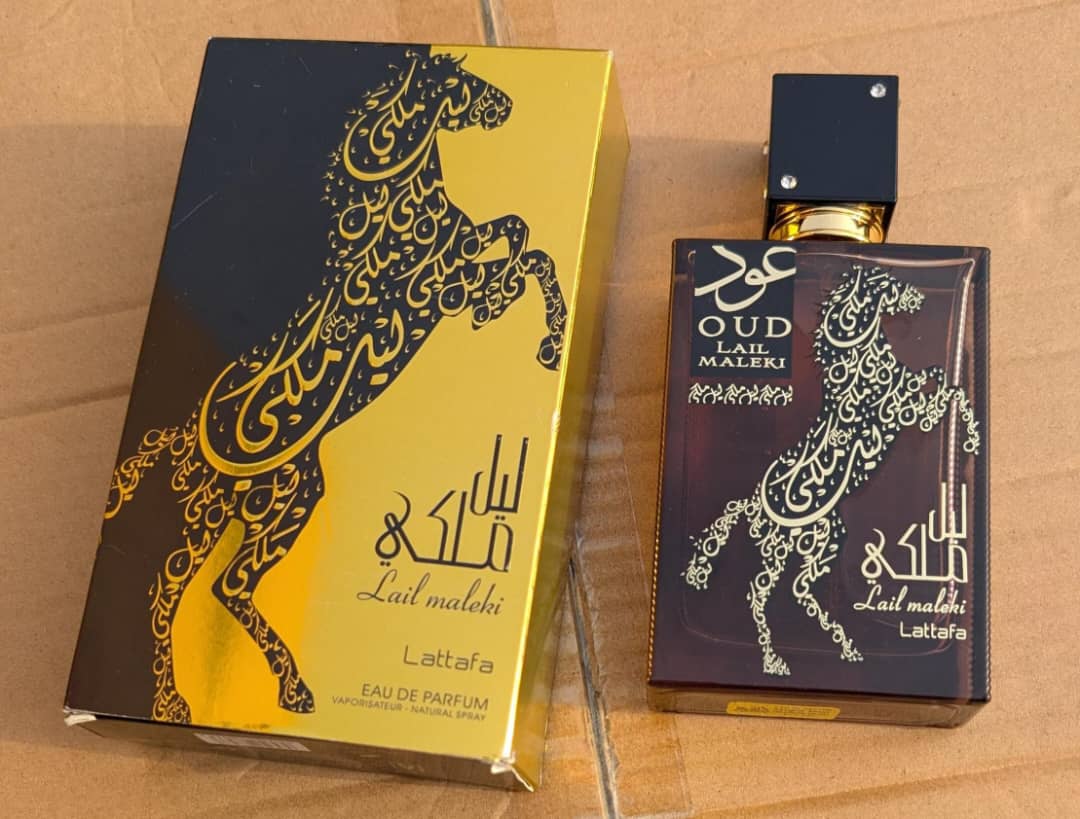 ليل
ملكي
Lail maleki
Lattafa
EAU DE PARFUM
VAPORISATEUR - NATURAL SPRAY
عود
OUD
LAIL
MALEKI
ليل
ملكي
Lail maleki
Lattafa